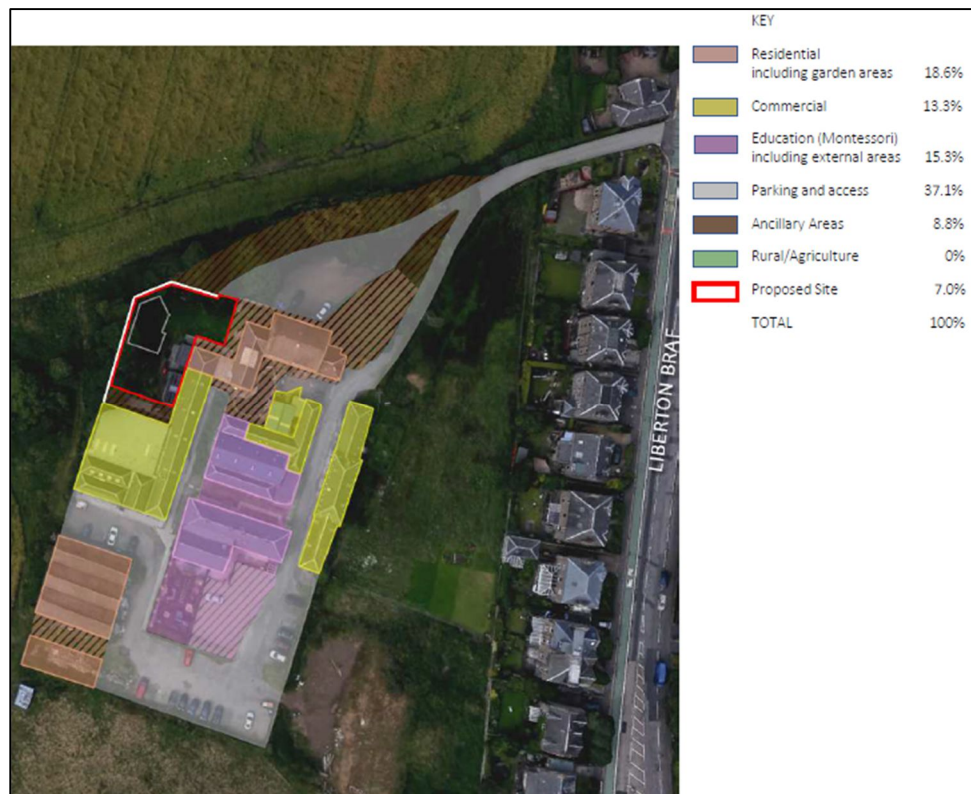 KEY
Residential
including garden areas 18.6%
Commercial 13.3%
Education (Montessori)
including external areas 15.3%
Parking and access 37.1%
Ancillary Areas 8.8%
Rural/Agriculture 0%
Proposed Site 7.0%
TOTAL 100%
LIBERTON BRAE